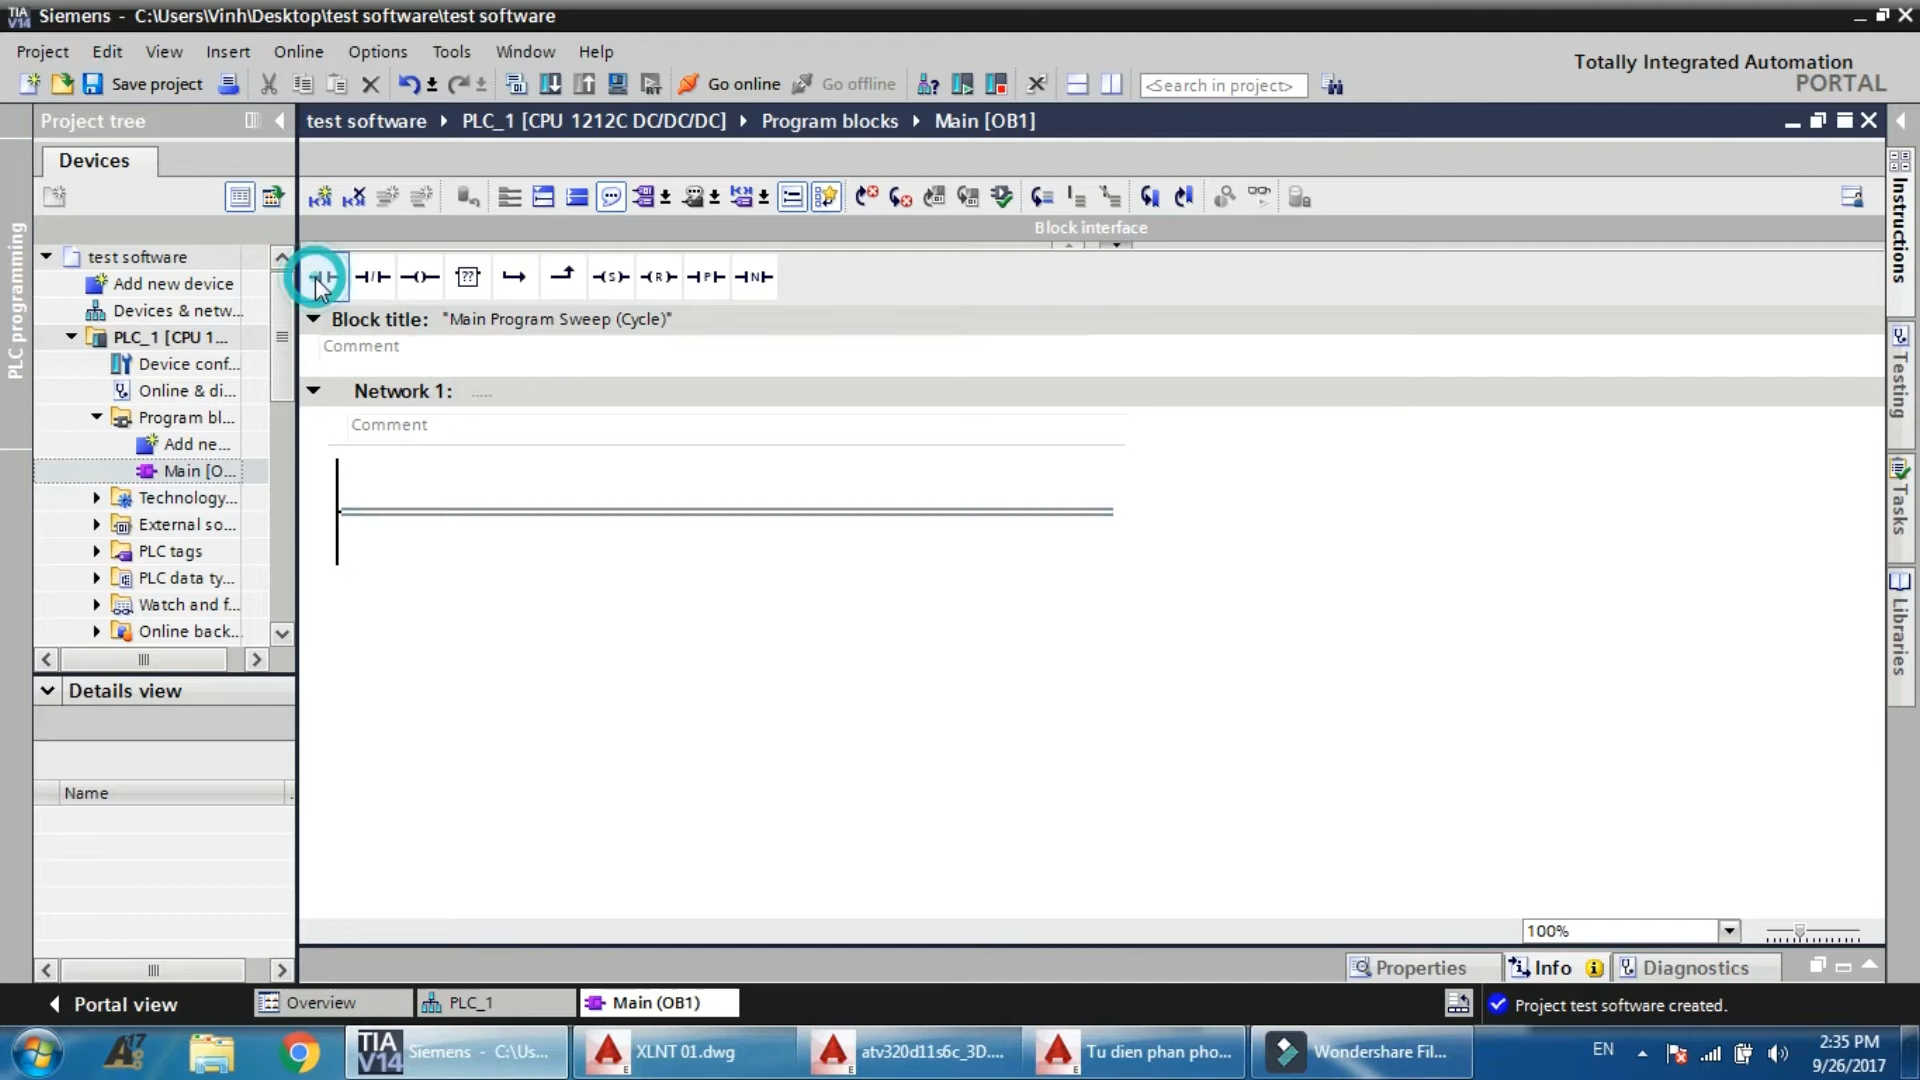 TIA V14 Siemens - C:\Users\Vinh\Desktop\test software\test software
Project Edit View Insert Online Options Tools Window Help
Totally Integrated Automation
PORTAL
Save project Go online Go offline <Search in project>
Project tree
test software PLC_1 [CPU 1212C DC/DC/DC] Program blocks Main [OB1]
Devices
Block interface
PLC programming
test software
Add new device
Devices & netw...
PLC_1 [CPU 1...
Device conf...
Online & di...
Program bl...
Add ne...
Main [O...
Technology...
External so...
PLC tags
PLC data ty...
Watch and f...
Online back...
Details view
Name
??
S R P N
Block title: "Main Program Sweep (Cycle)"
Comment
Network 1: .....
Comment
100%
Instructions
Testing
Tasks
Libraries
Properties Info Diagnostics
Portal view Overview PLC_1 Main (OB1) Project test software created.
TIA V14 Siemens - C:\Us... XLNT 01.dwg atv320d11s6c_3D.... Tu dien phan pho... Wondershare Fil... EN 2:35 PM
9/26/2017